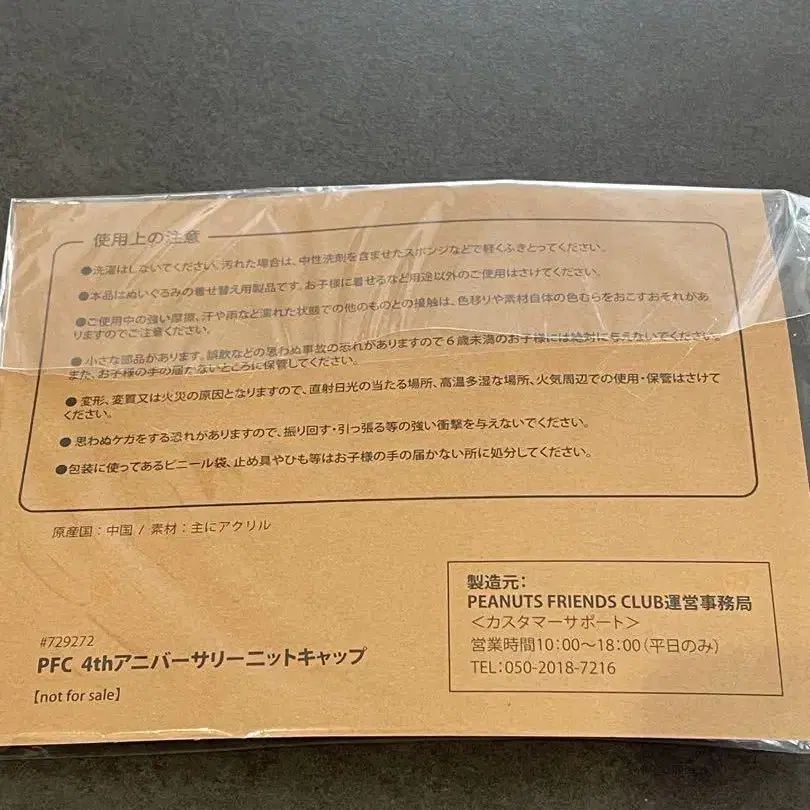 使用上の注意
●洗濯はしないでください。汚れた場合は、中性洗剤を含ませたスポンジなどで軽くふきとってください。
●本品はぬいぐるみの着せ替え用製品です。お子様に着せるなど用途以外のご使用はさけてください。
●ご使用中の強い摩擦、汗や雨など濡れた状態での他のものとの接触は、色移りや素材自体の色むらをおこすおそれがあ
りますのでご注意ください。
●小さな部品があります。誤飲などの思わぬ事故の恐れがありますので6歳未満のお子様には絶対に与えないでください。
また、お子様の手の届かないところに保管してください。
●変形、変質又は火災の原因となりますので、直射日光の当たる場所、高温多湿な場所、火気周辺での使用・保管はさけて
ください。
●思わぬケガをする恐れがありますので、振り回す・引っ張る等の強い衝撃を与えないでください。
●包装に使ってあるビニール袋、止め具やひも等はお子様の手の届かない所に処分してください。
原産国：中国 / 素材：主にアクリル
製造元：
PEANUTS FRIENDS CLUB運営事務局
＜カスタマーサポート＞
営業時間10：00～18：00（平日のみ）
TEL：050-2018-7216
#729272
PFC 4thアニバーサリーニットキャップ
【not for sale】